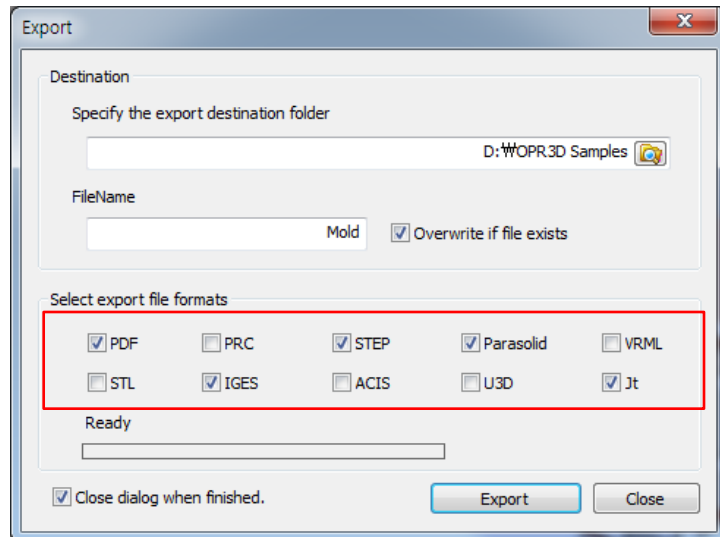 Export
Destination
Specify the export destination folder
D:₩OPR3D Samples
FileName
Mold
Overwrite if file exists
Select export file formats
PDF PRC STEP Parasolid VRML
STL IGES ACIS U3D Jt
Ready
Close dialog when finished. Export Close